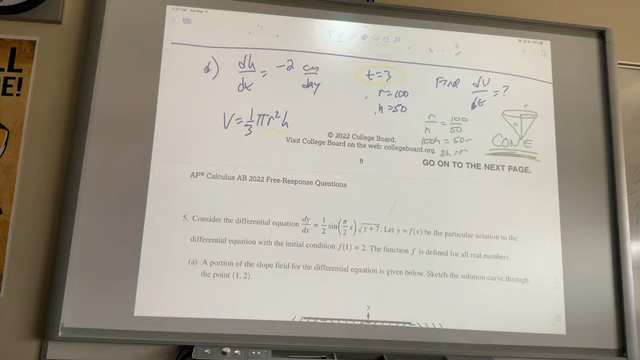 d) dh/dx = -2 cm/day
t=3
r=100
h=50
Find dV/dt = ?
V = 1/3 πr²h
r/h = 100/50
100h = 50r
2h = r
r
CONE
© 2022 College Board.
Visit College Board on the web: collegeboard.org.
8
GO ON TO THE NEXT PAGE.
AP® Calculus AB 2022 Free-Response Questions
5. Consider the differential equation dy/dx = 1/2 sin(π/2 x)√y+7. Let y = f(x) be the particular solution to the
differential equation with the initial condition f(1) = 2. The function f is defined for all real numbers.
(a) A portion of the slope field for the differential equation is given below. Sketch the solution curve through
the point (1, 2).
y